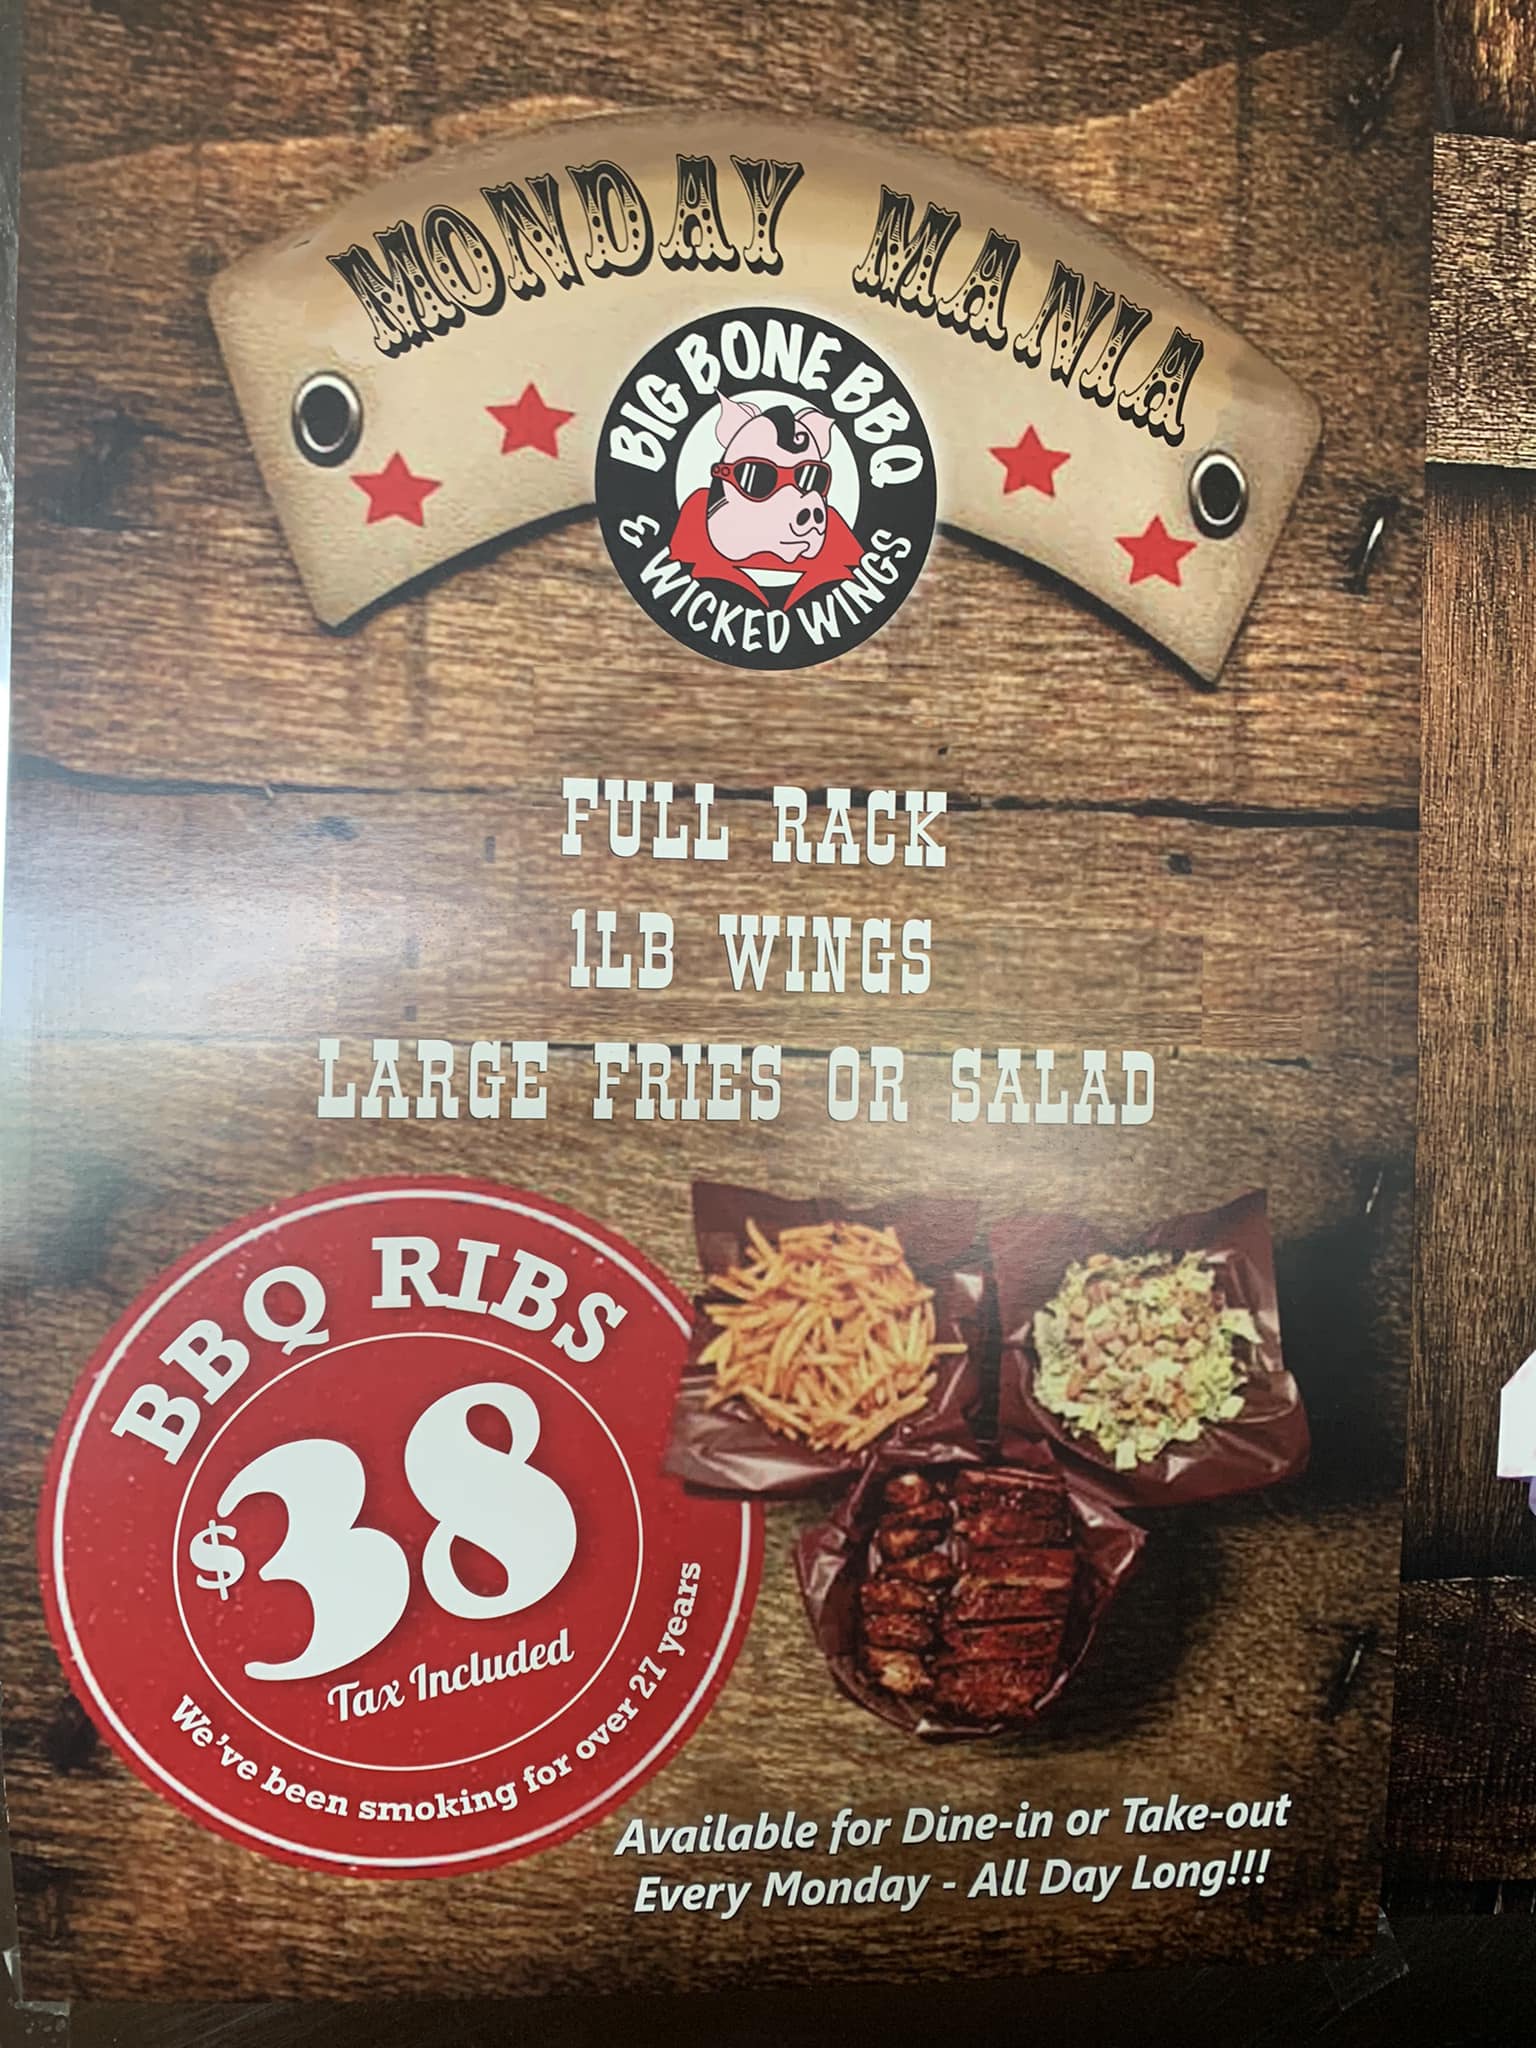 MONDAY MANIA
BIG BONE BBQ
& WICKED WINGS
FULL RACK
1LB WINGS
LARGE FRIES OR SALAD
BBQ RIBS
$38
Tax Included
We've been smoking for over 27 years
Available for Dine-in or Take-out
Every Monday - All Day Long!!!